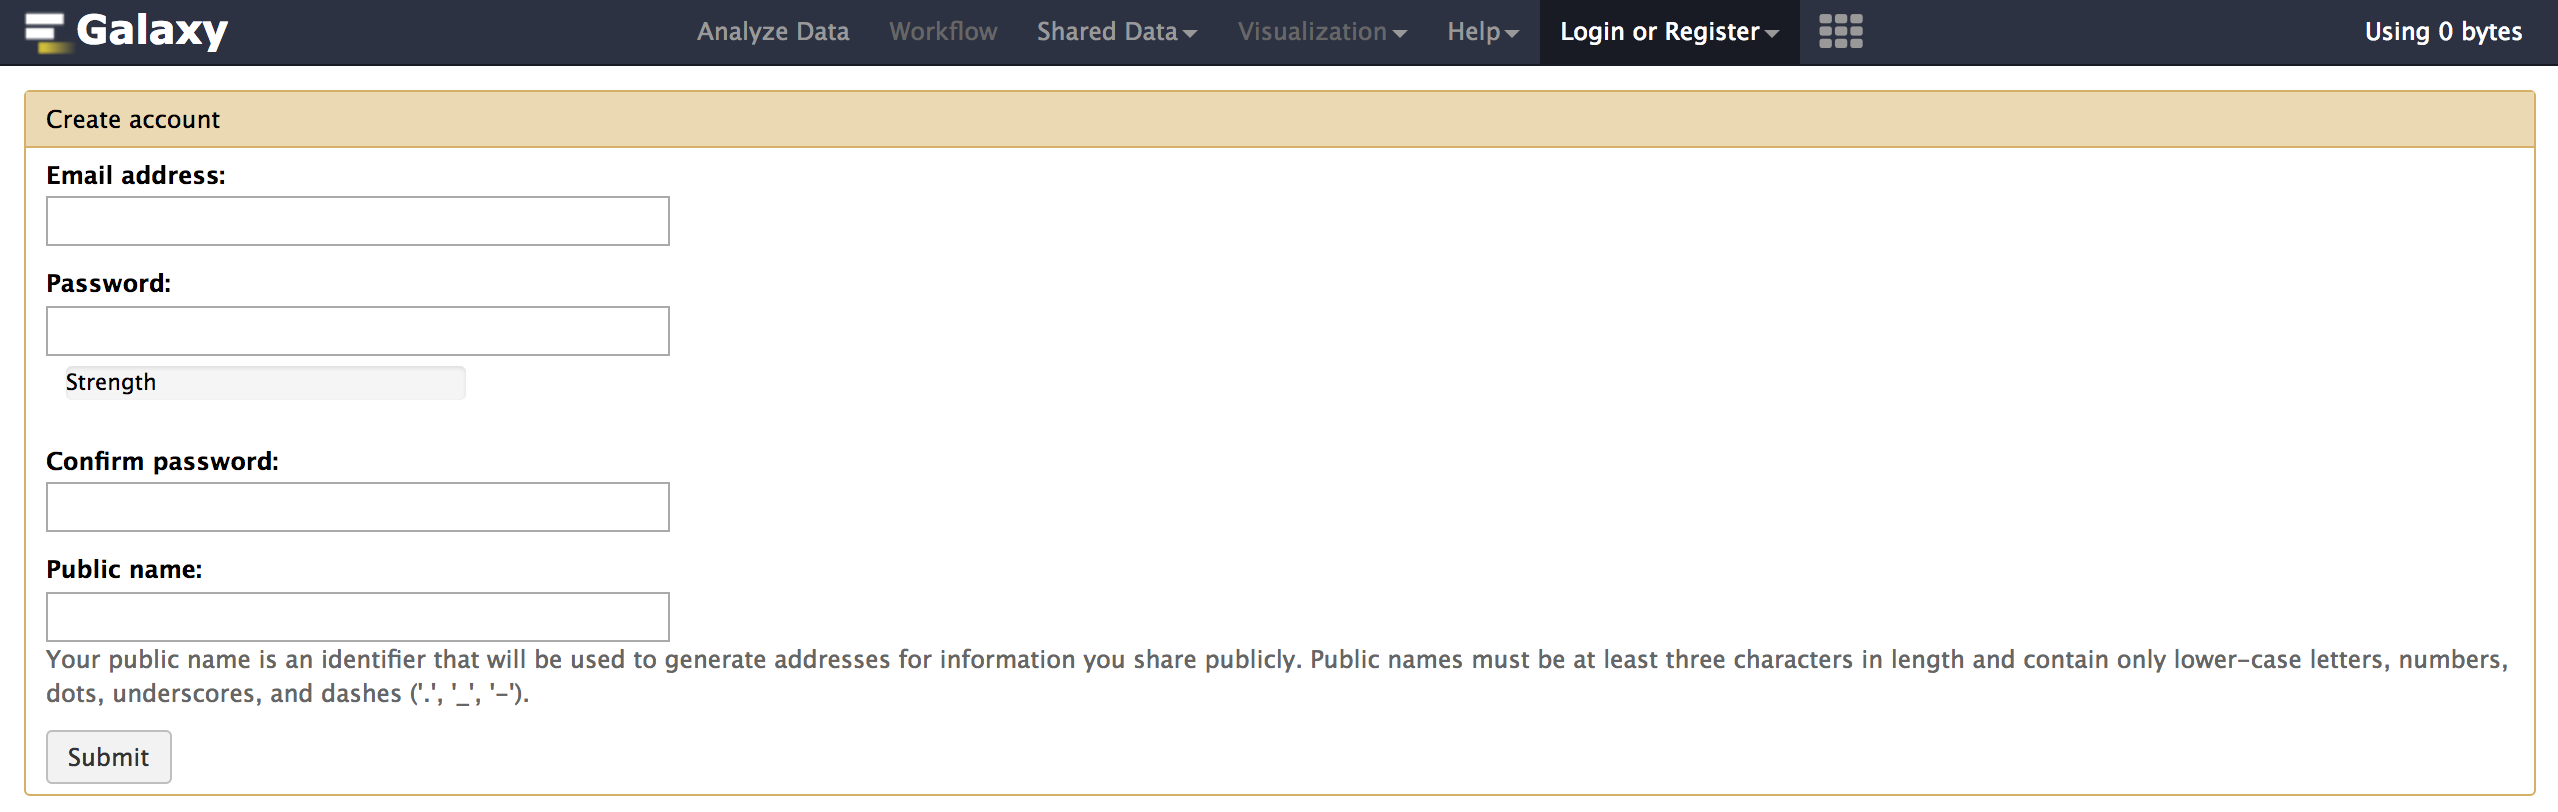 Galaxy Analyze Data Workflow Shared Data Visualization Help Login or Register Using 0 bytes
Create account
Email address:
Password:
Strength
Confirm password:
Public name:
Your public name is an identifier that will be used to generate addresses for information you share publicly. Public names must be at least three characters in length and contain only lower-case letters, numbers,
dots, underscores, and dashes ('.', '_', '-').
Submit